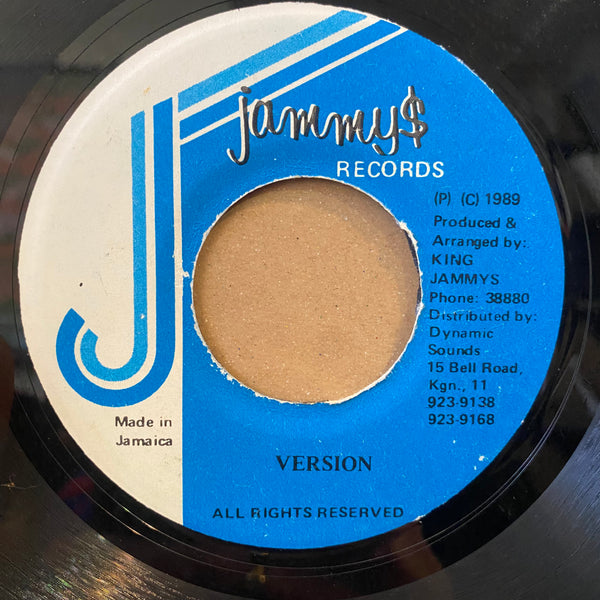 jammy$
RECORDS
(P) (C) 1989
Produced &
Arranged by:
KING
JAMMYS
Phone: 38880
Distributed by:
Dynamic
Sounds
15 Bell Road,
Kgn., 11
923-9138
923-9168
Made in
Jamaica
VERSION
ALL RIGHTS RESERVED